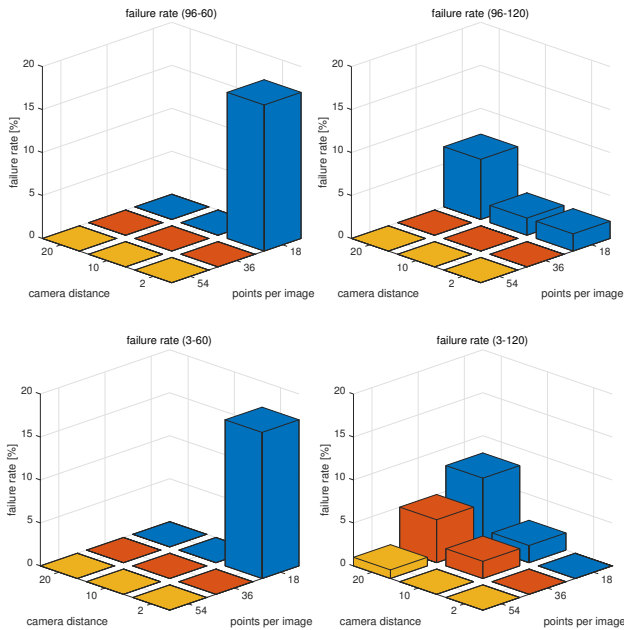 failure rate (96-60)
20
15
10
5
0
failure rate [%]
20
10
2
camera distance
18
36
54
points per image
failure rate (96-120)
20
15
10
5
0
failure rate [%]
20
10
2
camera distance
18
36
54
points per image
failure rate (3-60)
20
15
10
5
0
failure rate [%]
20
10
2
camera distance
18
36
54
points per image
failure rate (3-120)
20
15
10
5
0
failure rate [%]
20
10
2
camera distance
18
36
54
points per image